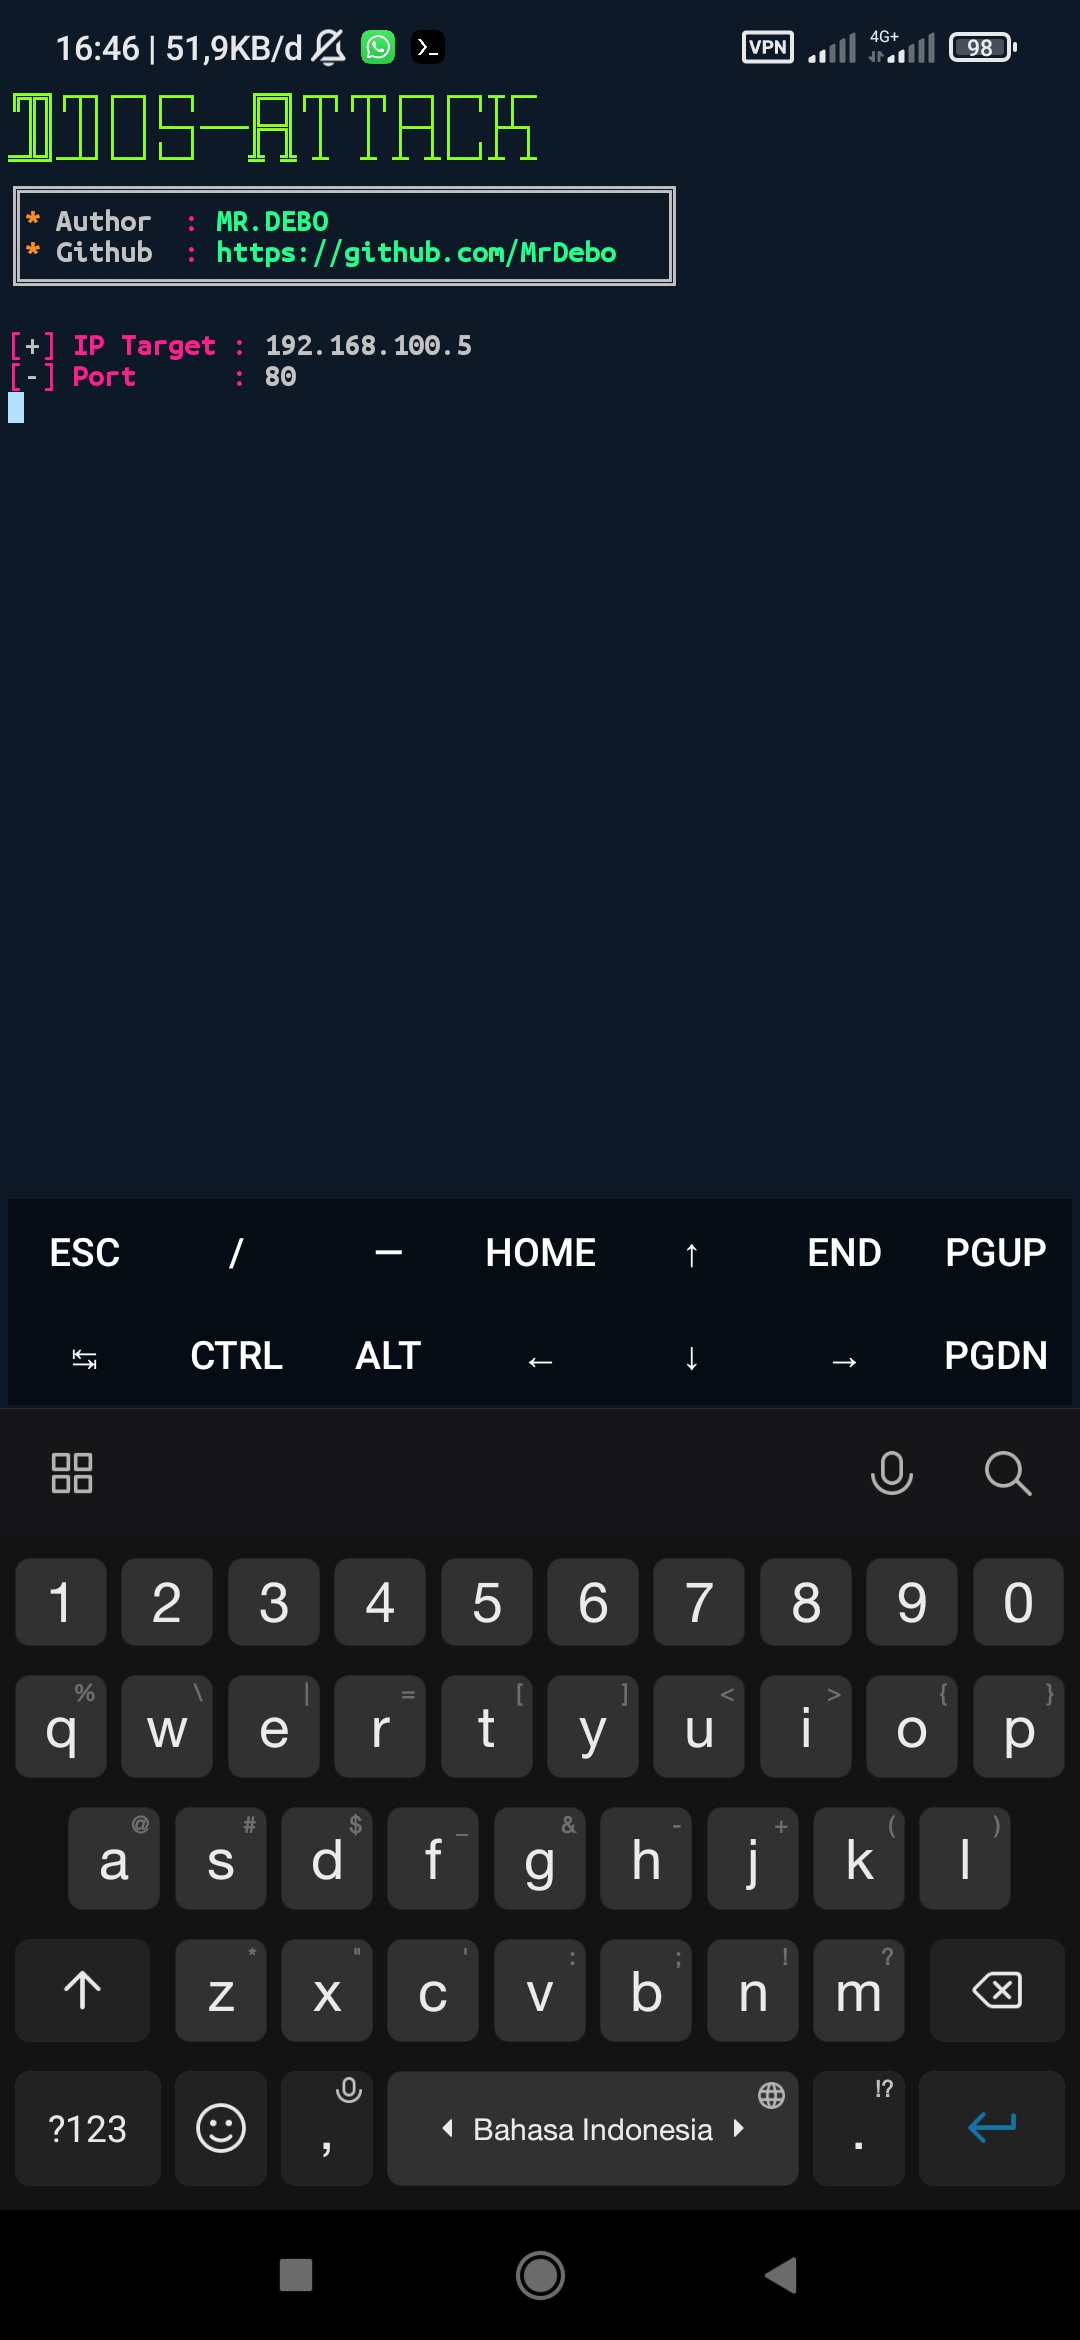 16:46 | 51,9KB/d
VPN 4G+ 98
DDOS-ATTACK
* Author : MR.DEBO
* Github : https://github.com/MrDebo
[+] IP Target : 192.168.100.5
[-] Port : 80
ESC / — HOME ↑ END PGUP
↹ CTRL ALT ← ↓ → PGDN
1 2 3 4 5 6 7 8 9 0
% \ | = [ ] < > { }
q w e r t y u i o p
@ # $ _ & - + ( )
a s d f g h j k l
* " ' : ; ! ?
z x c v b n m
!?
?123 , Bahasa Indonesia .